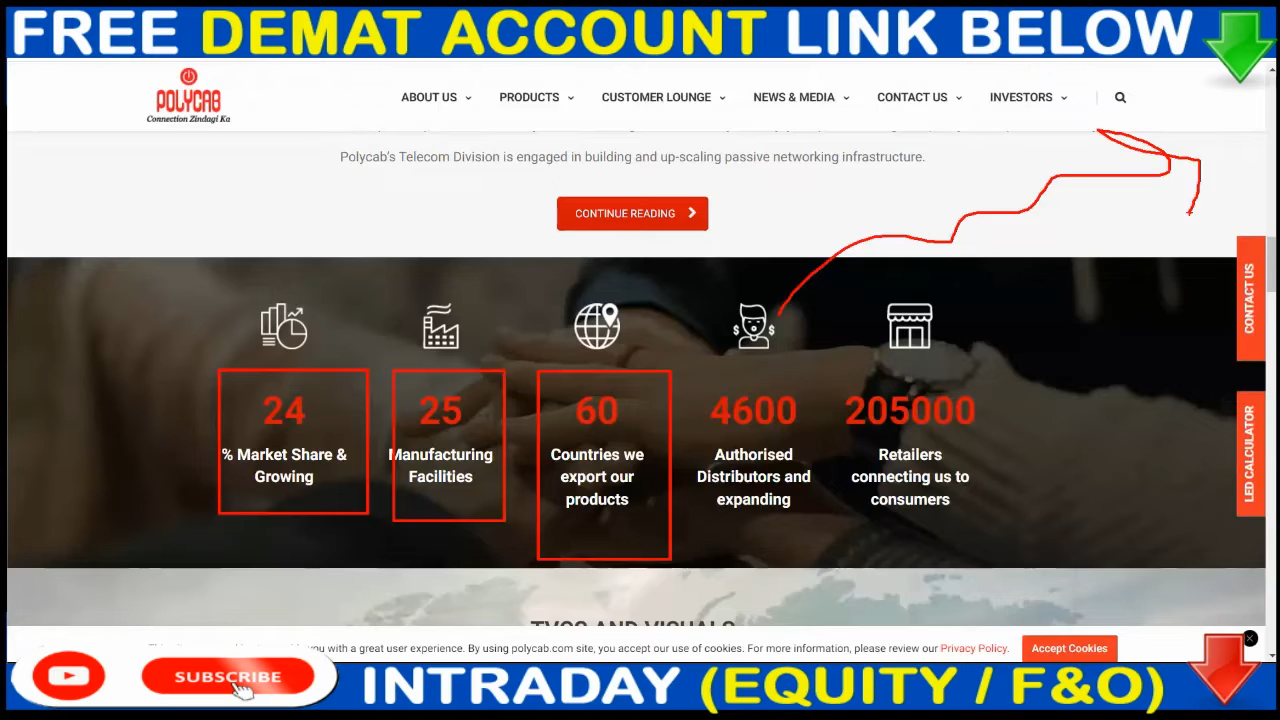 FREE DEMAT ACCOUNT LINK BELOW
POLYCAB
Connection Zindagi Ka
ABOUT US
PRODUCTS
CUSTOMER LOUNGE
NEWS & MEDIA
CONTACT US
INVESTORS
Polycab's Telecom Division is engaged in building and up-scaling passive networking infrastructure.
CONTINUE READING
CONTACT US
LED CALCULATOR
24
% Market Share &
Growing
25
Manufacturing
Facilities
60
Countries we
export our
products
4600
Authorised
Distributors and
expanding
205000
Retailers
connecting us to
consumers
TVCS AND VISUALS
you with a great user experience. By using polycab.com site, you accept our use of cookies. For more information, please review our Privacy Policy.
Accept Cookies
SUBSCRIBE
INTRADAY (EQUITY / F&O)